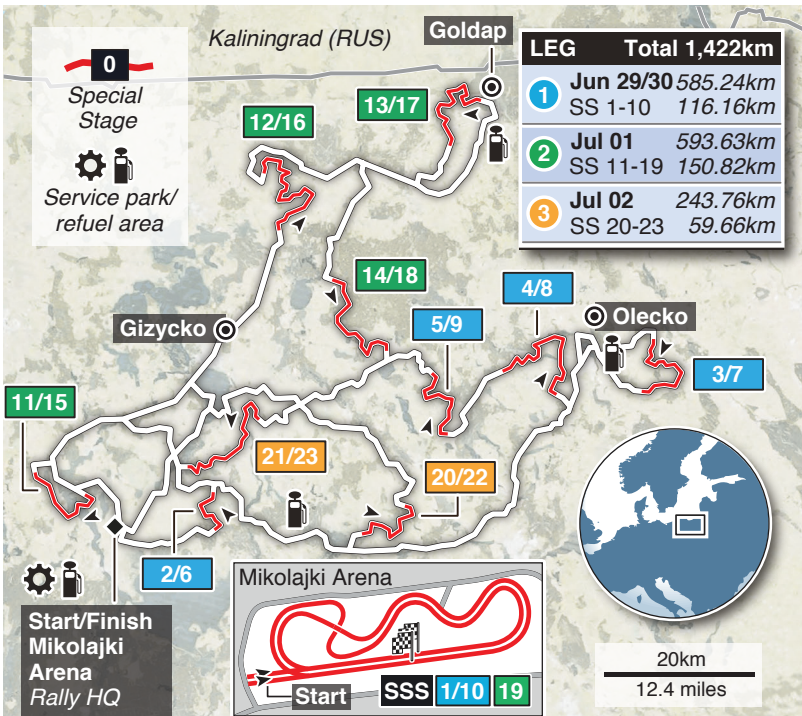 Kaliningrad (RUS)
Goldap
0
Special
Stage
Service park/
refuel area
LEG Total 1,422km
1 Jun 29/30 585.24km
SS 1-10 116.16km
2 Jul 01 593.63km
SS 11-19 150.82km
3 Jul 02 243.76km
SS 20-23 59.66km
13/17
12/16
14/18
4/8
5/9
Olecko
Gizycko
3/7
11/15
21/23
20/22
2/6
Start/Finish
Mikolajki
Arena
Rally HQ
Mikolajki Arena
Start
SSS 1/10 19
20km
12.4 miles